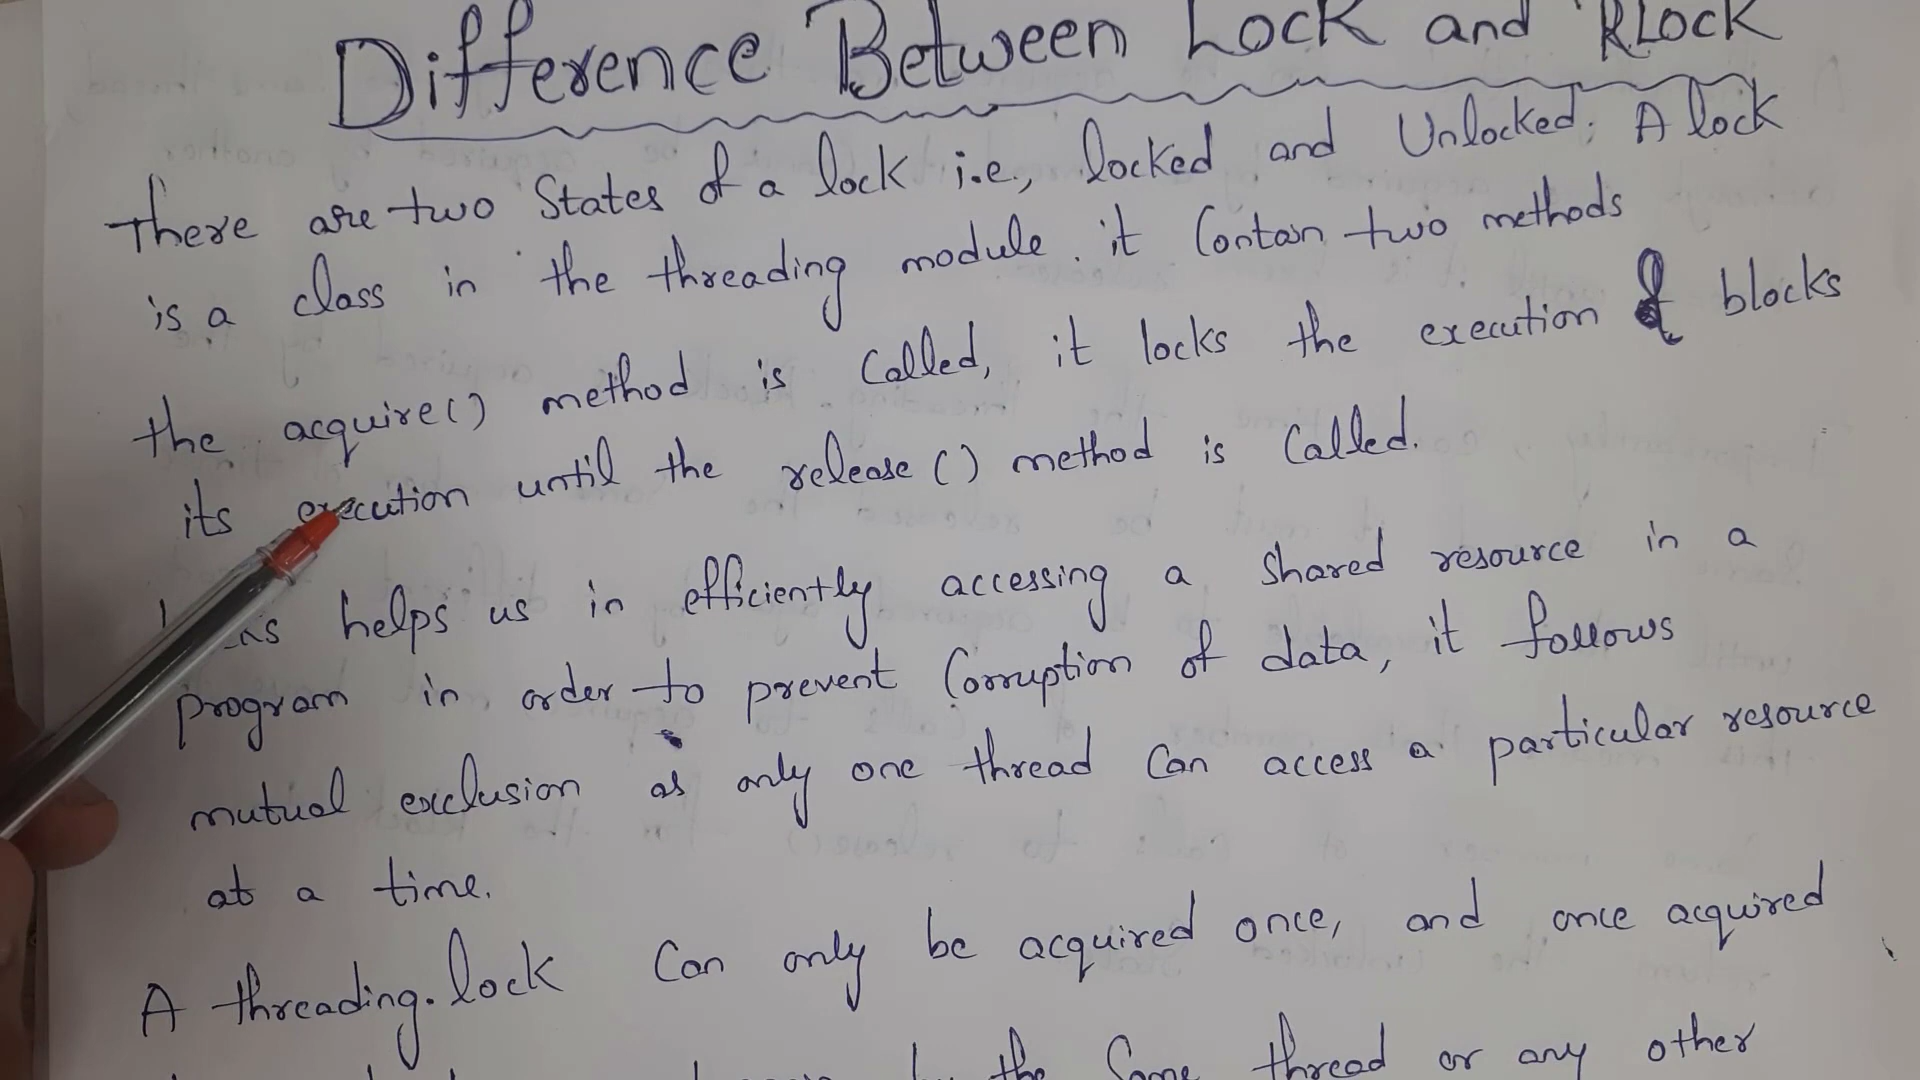 Difference Between Lock and RLock
There are two States of a lock i.e., locked and Unlocked. A lock
is a class in the threading module. it Contain two methods
the acquire() method is Called, it locks the execution & blocks
its execution until the release() method is Called.
helps us in efficiently accessing a shared resource in a
program in order to prevent Corruption of data, it follows
mutual exclusion as only one thread Can access a particular resource
at a time.
A threading.lock Can only be acquired once, and once acquired
by the Same thread or any other